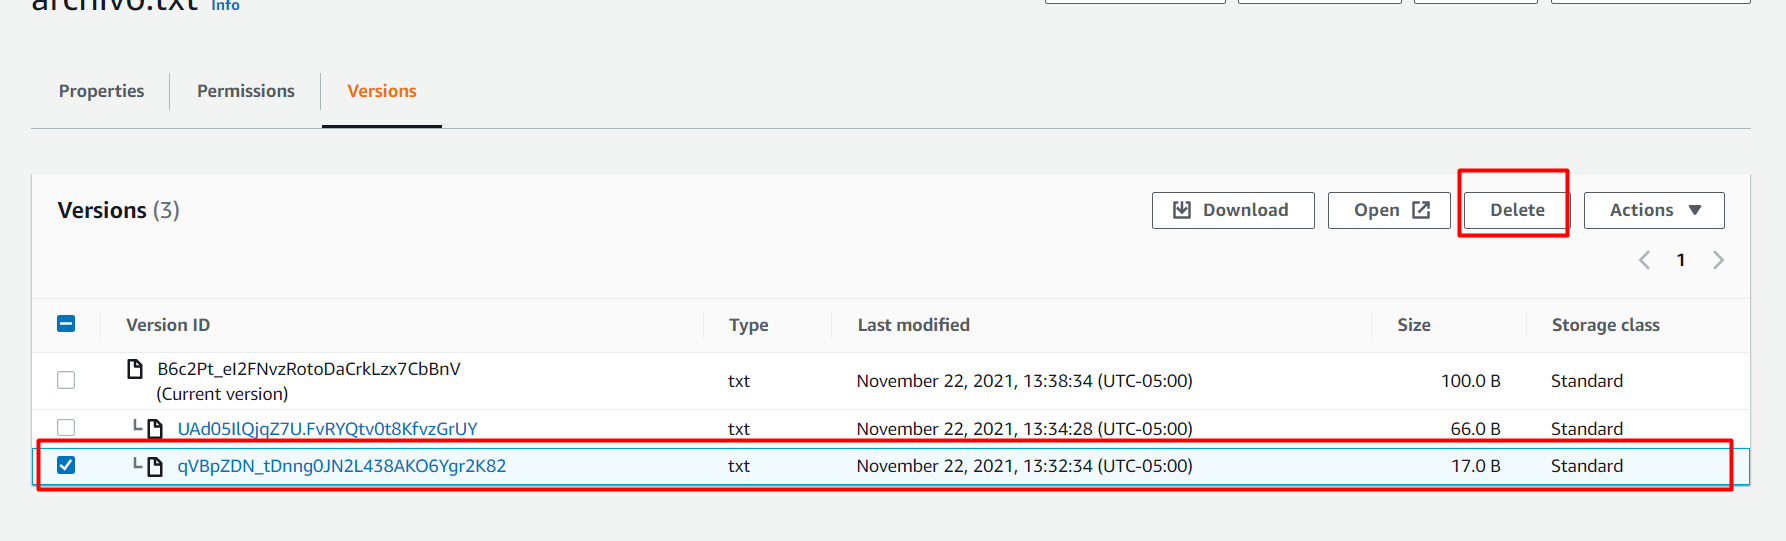 archivo.txt Info
Properties Permissions Versions
Versions (3) Download Open Delete Actions
1
Version ID Type Last modified Size Storage class
B6c2Pt_eI2FNvzRotoDaCrkLzx7CbBnV
(Current version) txt November 22, 2021, 13:38:34 (UTC-05:00) 100.0 B Standard
UAd05IlQjqZ7U.FvRYQtv0t8KfvzGrUY txt November 22, 2021, 13:34:28 (UTC-05:00) 66.0 B Standard
qVBpZDN_tDnng0JN2L438AKO6Ygr2K82 txt November 22, 2021, 13:32:34 (UTC-05:00) 17.0 B Standard